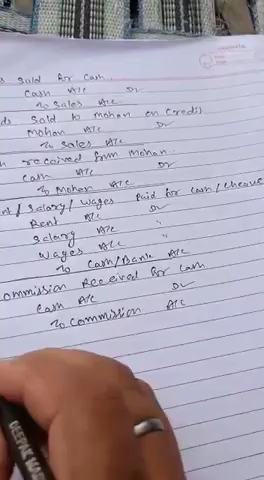 s sold for cash.
Cash A/c Dr
To Sales A/c
ds sold to mohan on credit
Mohan A/c Dr
To Sales A/c
h received from Mohan.
Cash A/c Dr
To Mohan A/c
/ Salary / Wages Paid for cash / cheque
Rent A/c Dr
Salary A/c "
Wages A/c "
To Cash/Bank A/c
ommission Received for cash
Cash A/c Dr
To Commission A/c